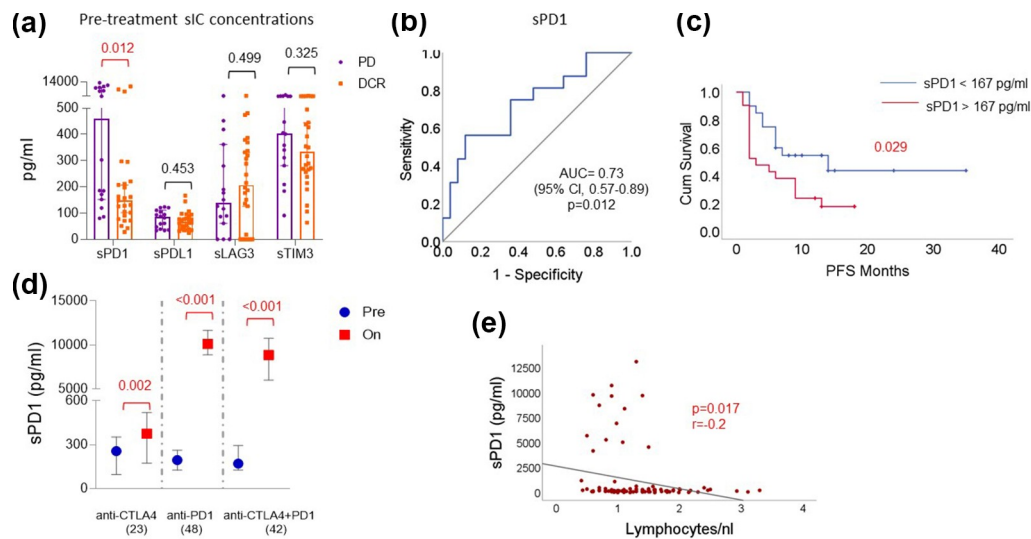 (a)
Pre-treatment sIC concentrations
0.012
0.453
0.499
0.325
PD
DCR
pg/ml
14000
500
400
300
200
100
0
sPD1
sPDL1
sLAG3
sTIM3
(b)
sPD1
Sensitivity
1.0
0.8
0.6
0.4
0.2
0.0
AUC= 0.73
(95% CI, 0.57-0.89)
p=0.012
0.2
0.4
0.6
0.8
1.0
1 - Specificity
(c)
sPD1 < 167 pg/ml
sPD1 > 167 pg/ml
0.029
Cum Survival
1.0
0.8
0.6
0.4
0.2
0.0
0
10
20
30
40
PFS Months
(d)
sPD1 (pg/ml)
15000
10000
5000
600
300
0
0.002
<0.001
<0.001
Pre
On
anti-CTLA4
(23)
anti-PD1
(48)
anti-CTLA4+PD1
(42)
(e)
sPD1 (pg/ml)
12500
10000
7500
5000
2500
0
p=0.017
r=-0.2
0
1
2
3
4
Lymphocytes/nl